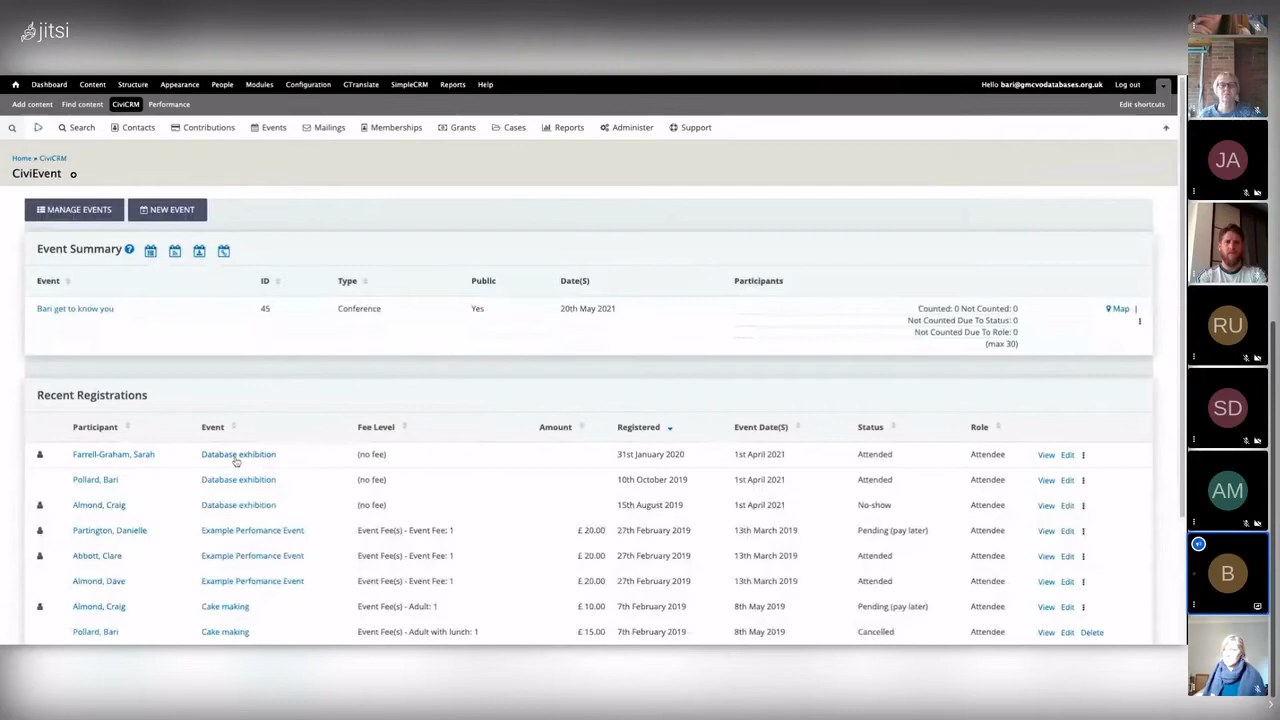 jitsi
Dashboard Content Structure Appearance People Modules Configuration GTranslate SimpleCRM Reports Help Hello bari@gmcvodatabases.org.uk Log out
Add content Find content CiviCRM Performance Edit shortcuts
Search Contacts Contributions Events Mailings Memberships Grants Cases Reports Administer Support
Home » CiviCRM
CiviEvent
MANAGE EVENTS NEW EVENT
Event Summary ?
Event ID Type Public Date(S) Participants
Bari get to know you 45 Conference Yes 20th May 2021 Counted: 0 Not Counted: 0 Map |
Not Counted Due To Status: 0
Not Counted Due To Role: 0
(max 30)
Recent Registrations
Participant Event Fee Level Amount Registered Event Date(S) Status Role
Farrell-Graham, Sarah Database exhibition (no fee) 31st January 2020 1st April 2021 Attended Attendee View Edit
Pollard, Bari Database exhibition (no fee) 10th October 2019 1st April 2021 Attended Attendee View Edit
Almond, Craig Database exhibition (no fee) 15th August 2019 1st April 2021 No-show Attendee View Edit
Partington, Danielle Example Perfomance Event Event Fee(s) - Event Fee: 1 £ 20.00 27th February 2019 13th March 2019 Pending (pay later) Attendee View Edit
Abbott, Clare Example Perfomance Event Event Fee(s) - Event Fee: 1 £ 20.00 27th February 2019 13th March 2019 Attended Attendee View Edit
Almond, Dave Example Perfomance Event Event Fee(s) - Event Fee: 1 £ 20.00 27th February 2019 13th March 2019 Attended Attendee View Edit
Almond, Craig Cake making Event Fee(s) - Adult: 1 £ 10.00 7th February 2019 8th May 2019 Pending (pay later) Attendee View Edit
Pollard, Bari Cake making Event Fee(s) - Adult with lunch: 1 £ 15.00 7th February 2019 8th May 2019 Cancelled Attendee View Edit Delete
JA
RU
SD
AM
B